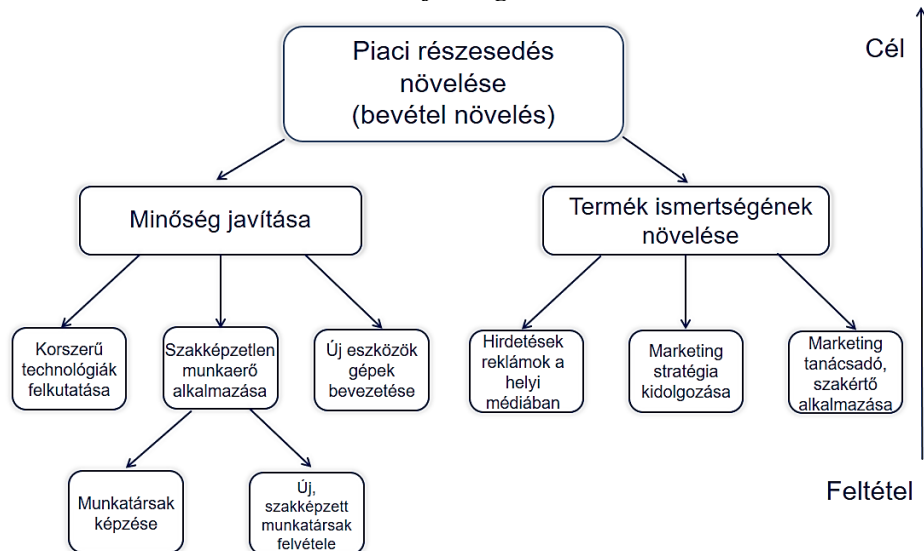 Piaci részesedés
növelése
(bevétel növelés)
Cél
Minőség javítása
Termék ismertségének
növelése
Korszerű
technológiák
felkutatása
Szakképzetlen
munkaerő
alkalmazása
Új eszközök
gépek
bevezetése
Hirdetések
reklámok a
helyi
médiában
Marketing
stratégia
kidolgozása
Marketing
tanácsadó,
szakértő
alkalmazása
Munkatársak
képzése
Új,
szakképzett
munkatársak
felvétele
Feltétel